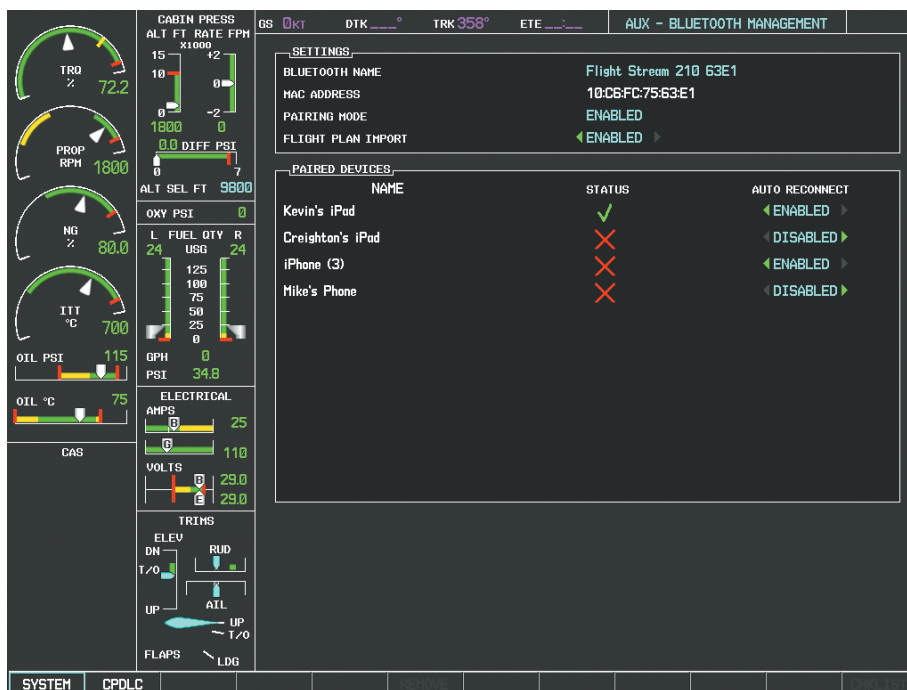 GS 0KT DTK ___° TRK 358° ETE __:__ AUX - BLUETOOTH MANAGEMENT
TRQ
%
72.2
PROP
RPM
1800
NG
%
80.0
ITT
°C
700
OIL PSI 115
OIL °C 75
CAS
CABIN PRESS
ALT FT RATE FPM
X1000
15 +2
10 0
0 -2
1800 0
0.0 DIFF PSI
0 7
ALT SEL FT 9800
OXY PSI 0
L FUEL QTY R
24 USG 24
125
100
75
50
25
0
GPH 0
PSI 34.8
ELECTRICAL
AMPS
B 25
G 110
VOLTS
B 29.0
E 29.0
TRIMS
ELEV
DN RUD
T/O
UP AIL
UP
T/O
FLAPS LDG
SETTINGS
BLUETOOTH NAME Flight Stream 210 63E1
MAC ADDRESS 10:C6:FC:75:63:E1
PAIRING MODE ENABLED
FLIGHT PLAN IMPORT ENABLED
PAIRED DEVICES
NAME STATUS AUTO RECONNECT
Kevin's iPad ENABLED
Creighton's iPad DISABLED
iPhone (3) ENABLED
Mike's Phone DISABLED
SYSTEM CPDLC REMOVE CHKLIST